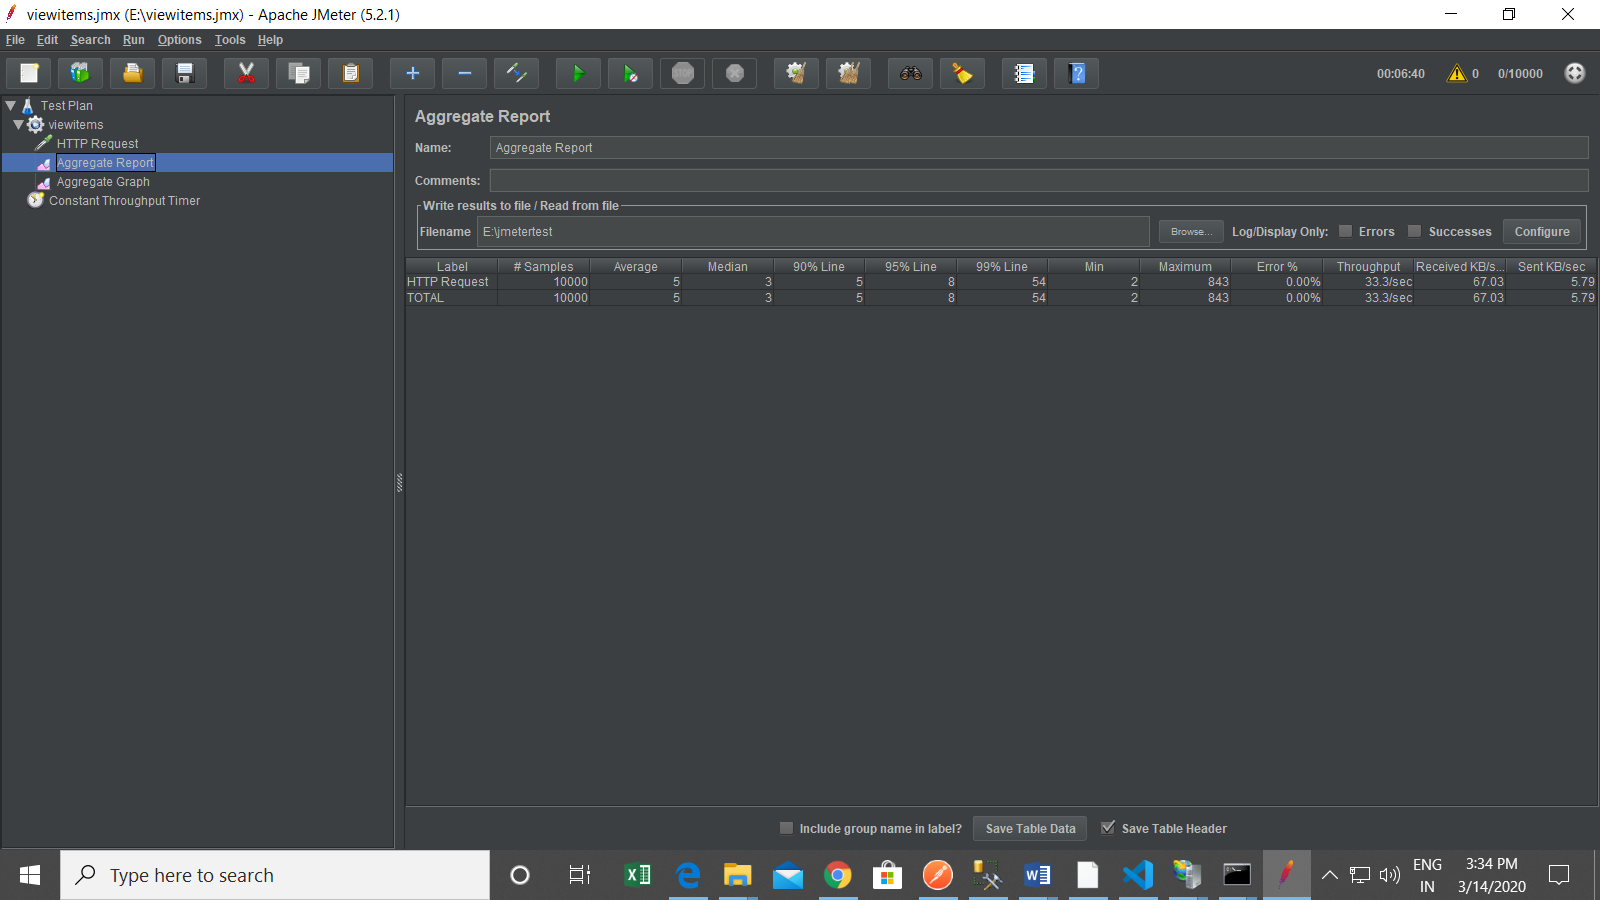 viewitems.jmx (E:\viewitems.jmx) - Apache JMeter (5.2.1)
File Edit Search Run Options Tools Help
STOP
00:06:40 0 0/10000
Test Plan
viewitems
HTTP Request
Aggregate Report
Aggregate Graph
Constant Throughput Timer
Aggregate Report
Name: Aggregate Report
Comments:
Write results to file / Read from file
Filename E:\jmetertest Browse... Log/Display Only: Errors Successes Configure
Label # Samples Average Median 90% Line 95% Line 99% Line Min Maximum Error % Throughput Received KB/s... Sent KB/sec
HTTP Request 10000 5 3 5 8 54 2 843 0.00% 33.3/sec 67.03 5.79
TOTAL 10000 5 3 5 8 54 2 843 0.00% 33.3/sec 67.03 5.79
Include group name in label? Save Table Data Save Table Header
Type here to search
ENG
IN
3:34 PM
3/14/2020